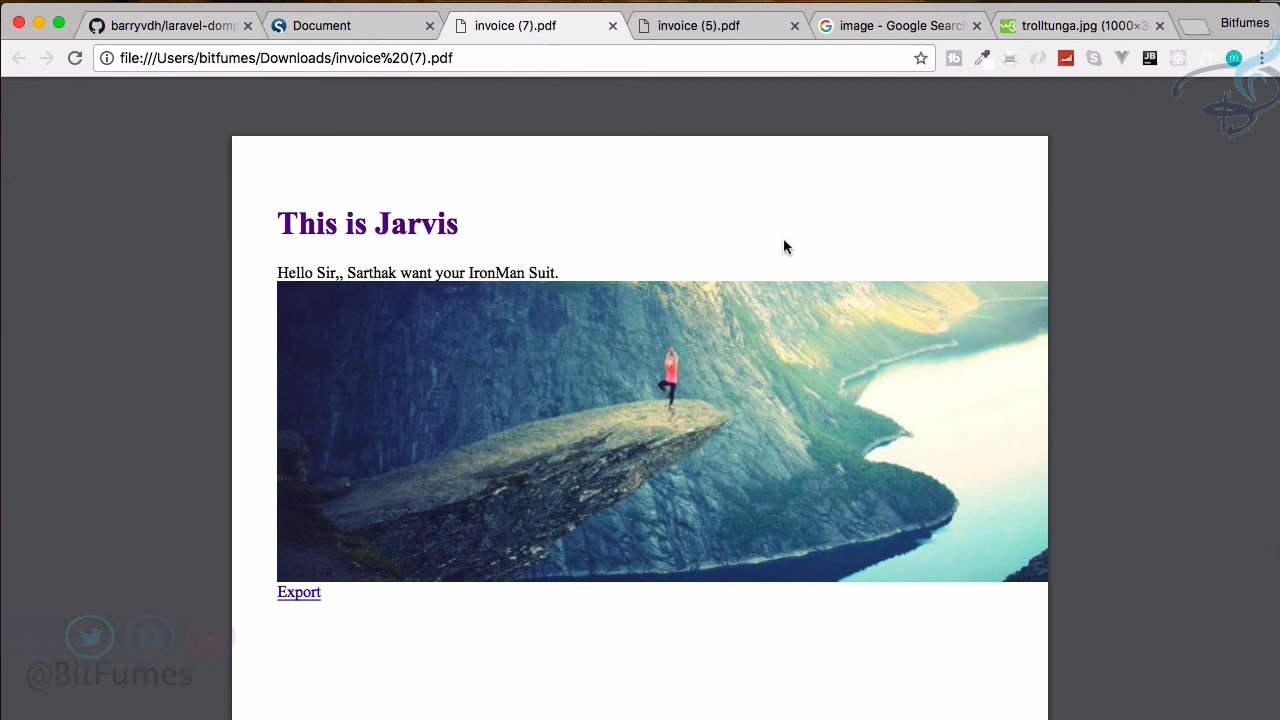 barryvdh/laravel-domp
Document
invoice (7).pdf
invoice (5).pdf
image - Google Search
trolltunga.jpg (1000×3
Bitfumes
file:///Users/bitfumes/Downloads/invoice%20(7).pdf
This is Jarvis
Hello Sir,, Sarthak want your IronMan Suit.
Export
@BitFumes